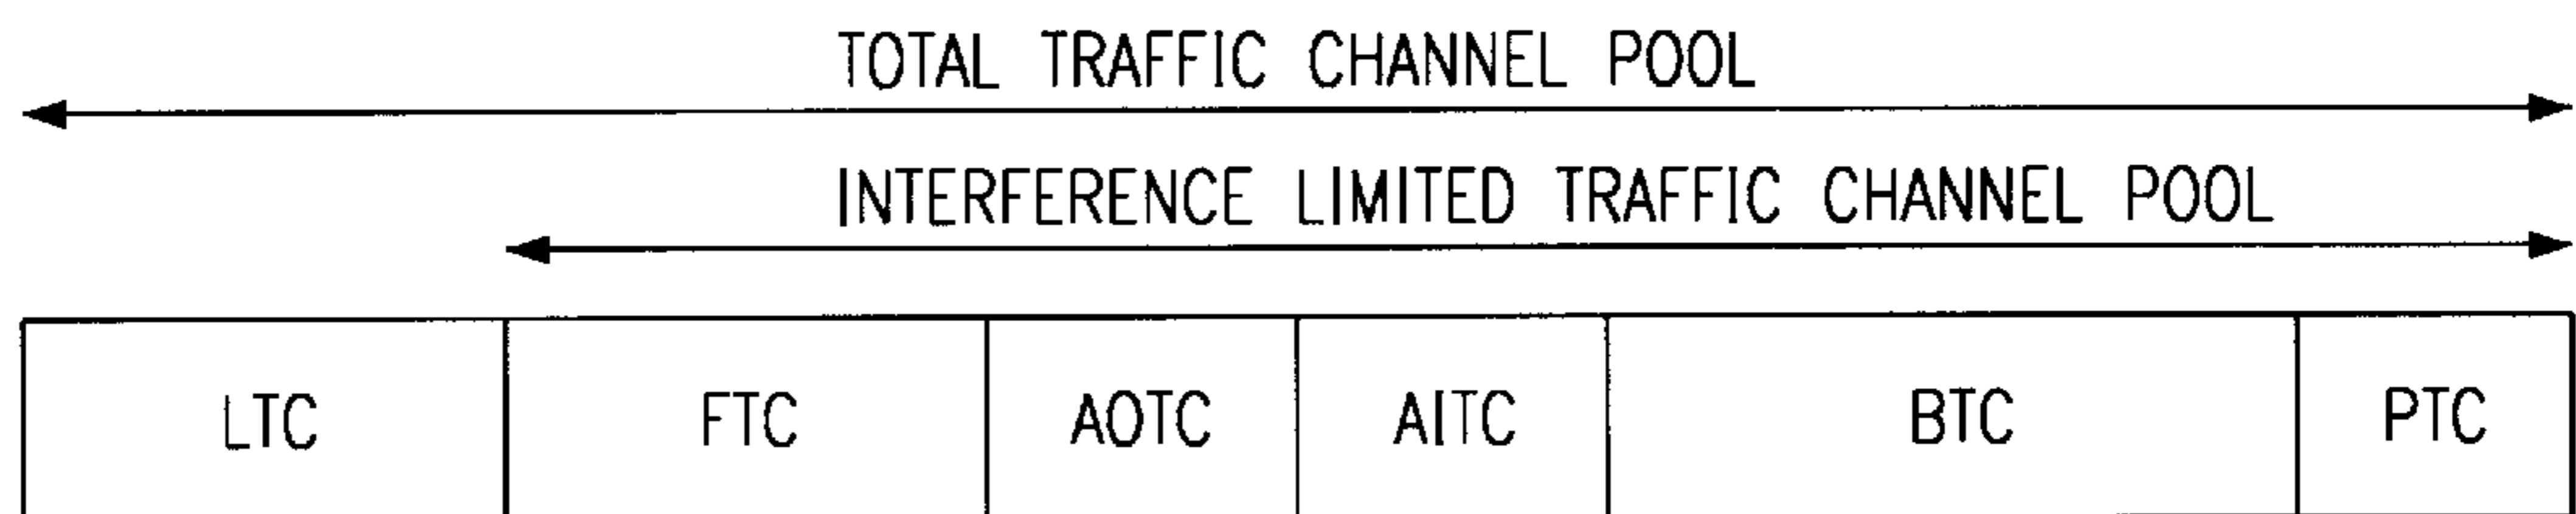 TOTAL TRAFFIC CHANNEL POOL
INTERFERENCE LIMITED TRAFFIC CHANNEL POOL
LTC FTC AOTC AITC BTC PTC